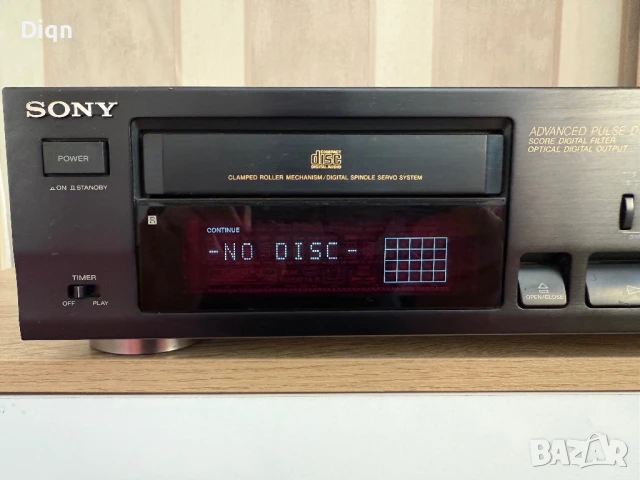 Diqn
SONY
POWER
ON STANDBY
disc
COMPACT
DIGITAL AUDIO
CLAMPED ROLLER MECHANISM/DIGITAL SPINDLE SERVO SYSTEM
ADVANCED PULSE D
SCORE DIGITAL FILTER
OPTICAL DIGITAL OUTPUT
CONTINUE
-NO DISC-
TIMER
OFF PLAY
OPEN/CLOSE
BAZAR